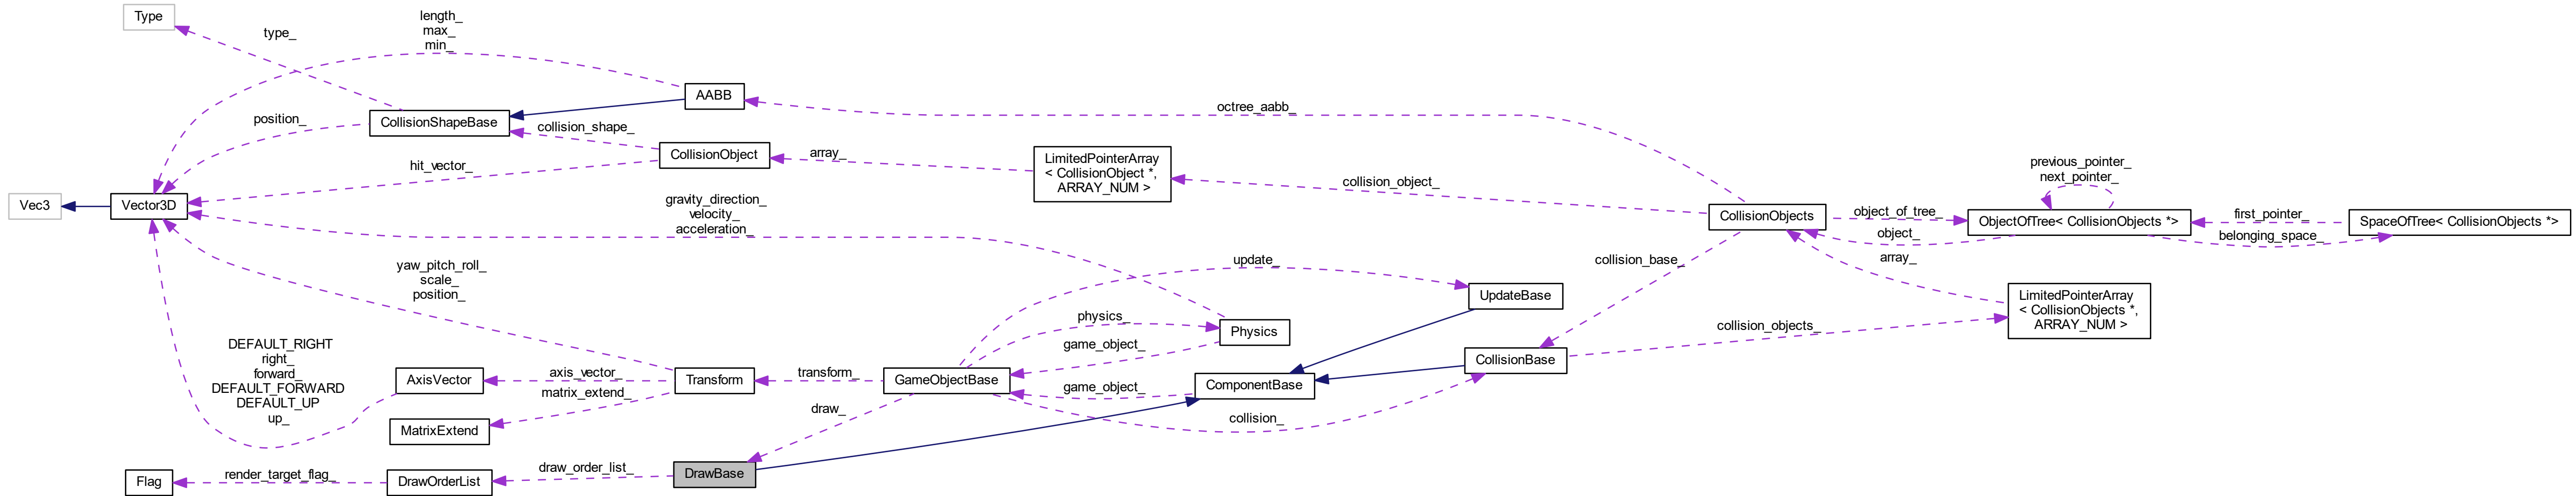 Type
type_
length_
max_
min_
AABB
CollisionShapeBase
position_
collision_shape_
octree_aabb_
CollisionObject
array_
LimitedPointerArray
< CollisionObject *,
ARRAY_NUM >
hit_vector_
collision_object_
Vec3
Vector3D
gravity_direction_
velocity_
acceleration_
CollisionObjects
object_of_tree_
previous_pointer_
next_pointer_
ObjectOfTree< CollisionObjects *>
first_pointer_
SpaceOfTree< CollisionObjects *>
object_
belonging_space_
array_
collision_base_
yaw_pitch_roll_
scale_
position_
update_
UpdateBase
LimitedPointerArray
< CollisionObjects *,
ARRAY_NUM >
physics_
Physics
collision_objects_
game_object_
DEFAULT_RIGHT
right_
forward_
DEFAULT_FORWARD
DEFAULT_UP
up_
AxisVector
axis_vector_
Transform
transform_
GameObjectBase
game_object_
ComponentBase
CollisionBase
matrix_extend_
MatrixExtend
draw_
collision_
Flag
render_target_flag_
DrawOrderList
draw_order_list_
DrawBase